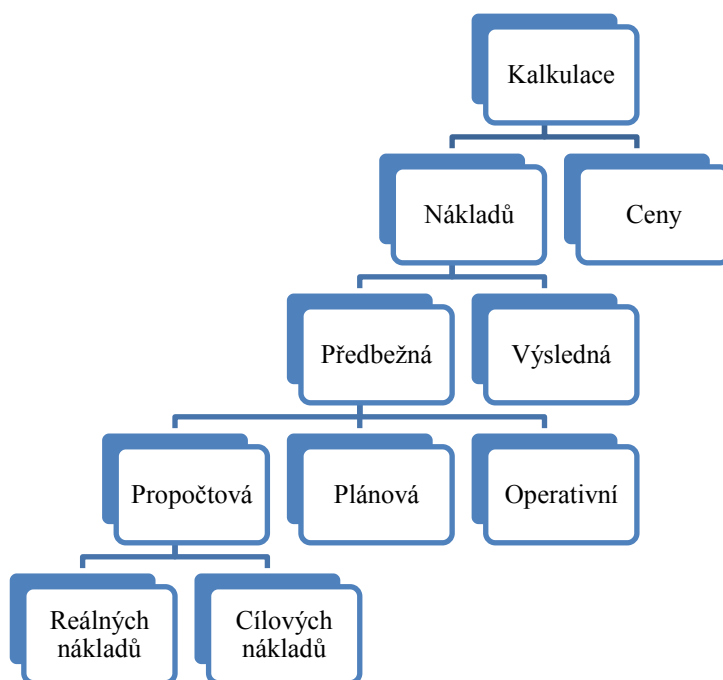 Kalkulace
Nákladů
Ceny
Předbežná
Výsledná
Propočtová
Plánová
Operativní
Reálných
nákladů
Cílových
nákladů